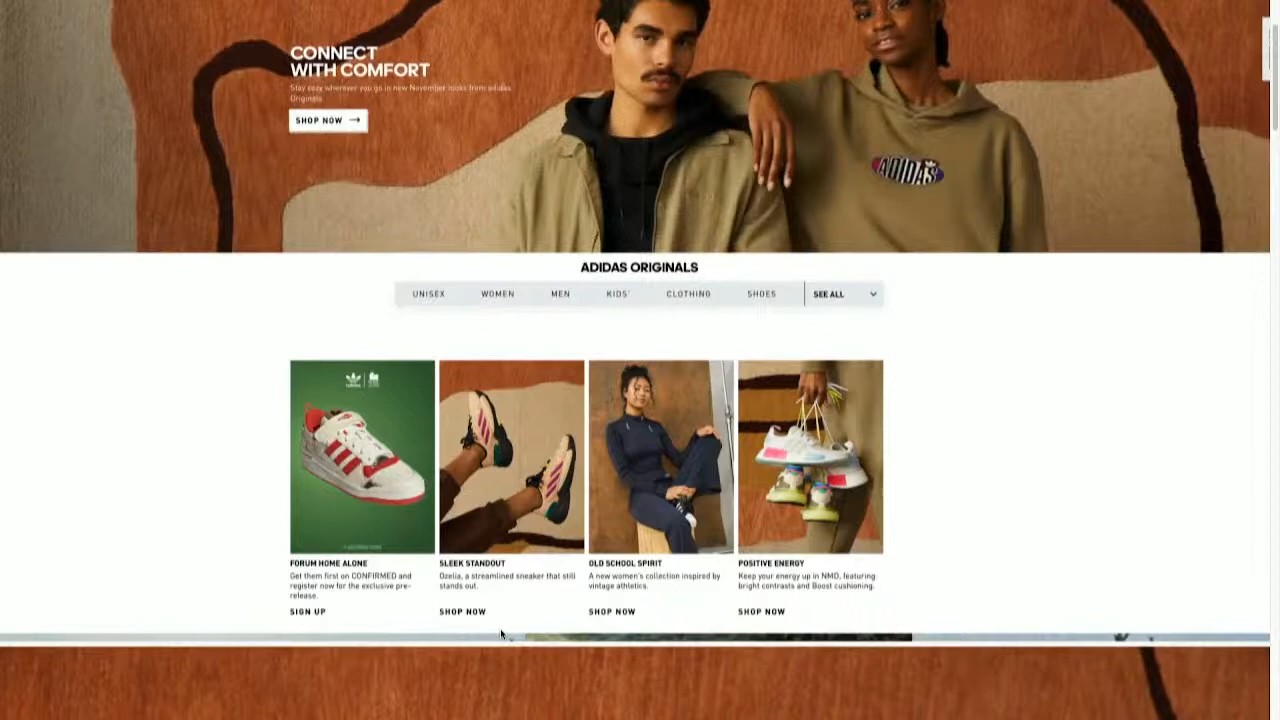 CONNECT
WITH COMFORT
Stay cozy wherever you go in new November looks from adidas
Originals.
SHOP NOW →
ADIDAS
ADIDAS ORIGINALS
UNISEX WOMEN MEN KIDS' CLOTHING SHOES SEE ALL
FORUM HOME ALONE
Get them first on CONFIRMED and
register now for the exclusive pre-
release.
SIGN UP
SLEEK STANDOUT
Ozelia, a streamlined sneaker that still
stands out.
SHOP NOW
OLD SCHOOL SPIRIT
A new women's collection inspired by
vintage athletics.
SHOP NOW
POSITIVE ENERGY
Keep your energy up in NMD, featuring
bright contrasts and Boost cushioning.
SHOP NOW